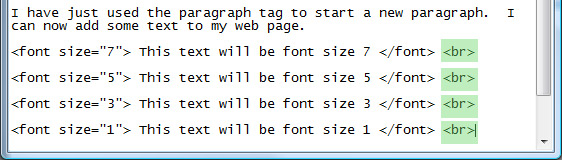 I have just used the paragraph tag to start a new paragraph.  I
can now add some text to my web page.
<font size="7"> This text will be font size 7 </font> <br>
<font size="5"> This text will be font size 5 </font> <br>
<font size="3"> This text will be font size 3 </font> <br>
<font size="1"> This text will be font size 1 </font> <br>